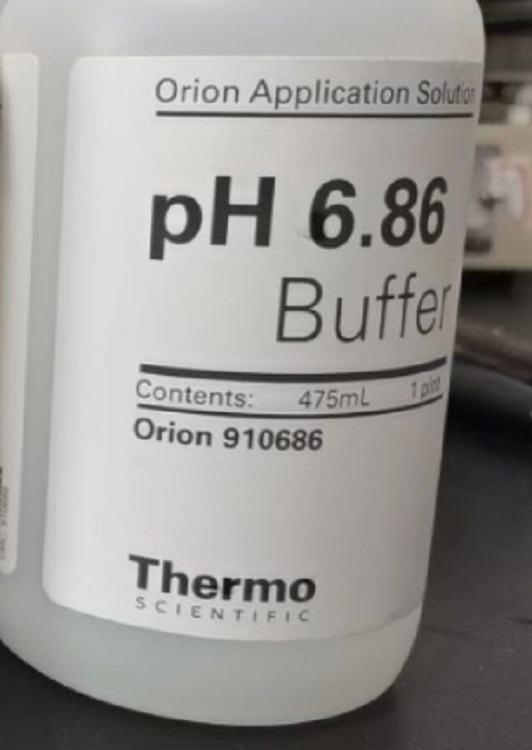 Orion Application Solution
pH 6.86
Buffer
Contents: 475mL 1 pint
Orion 910686
Thermo
SCIENTIFIC